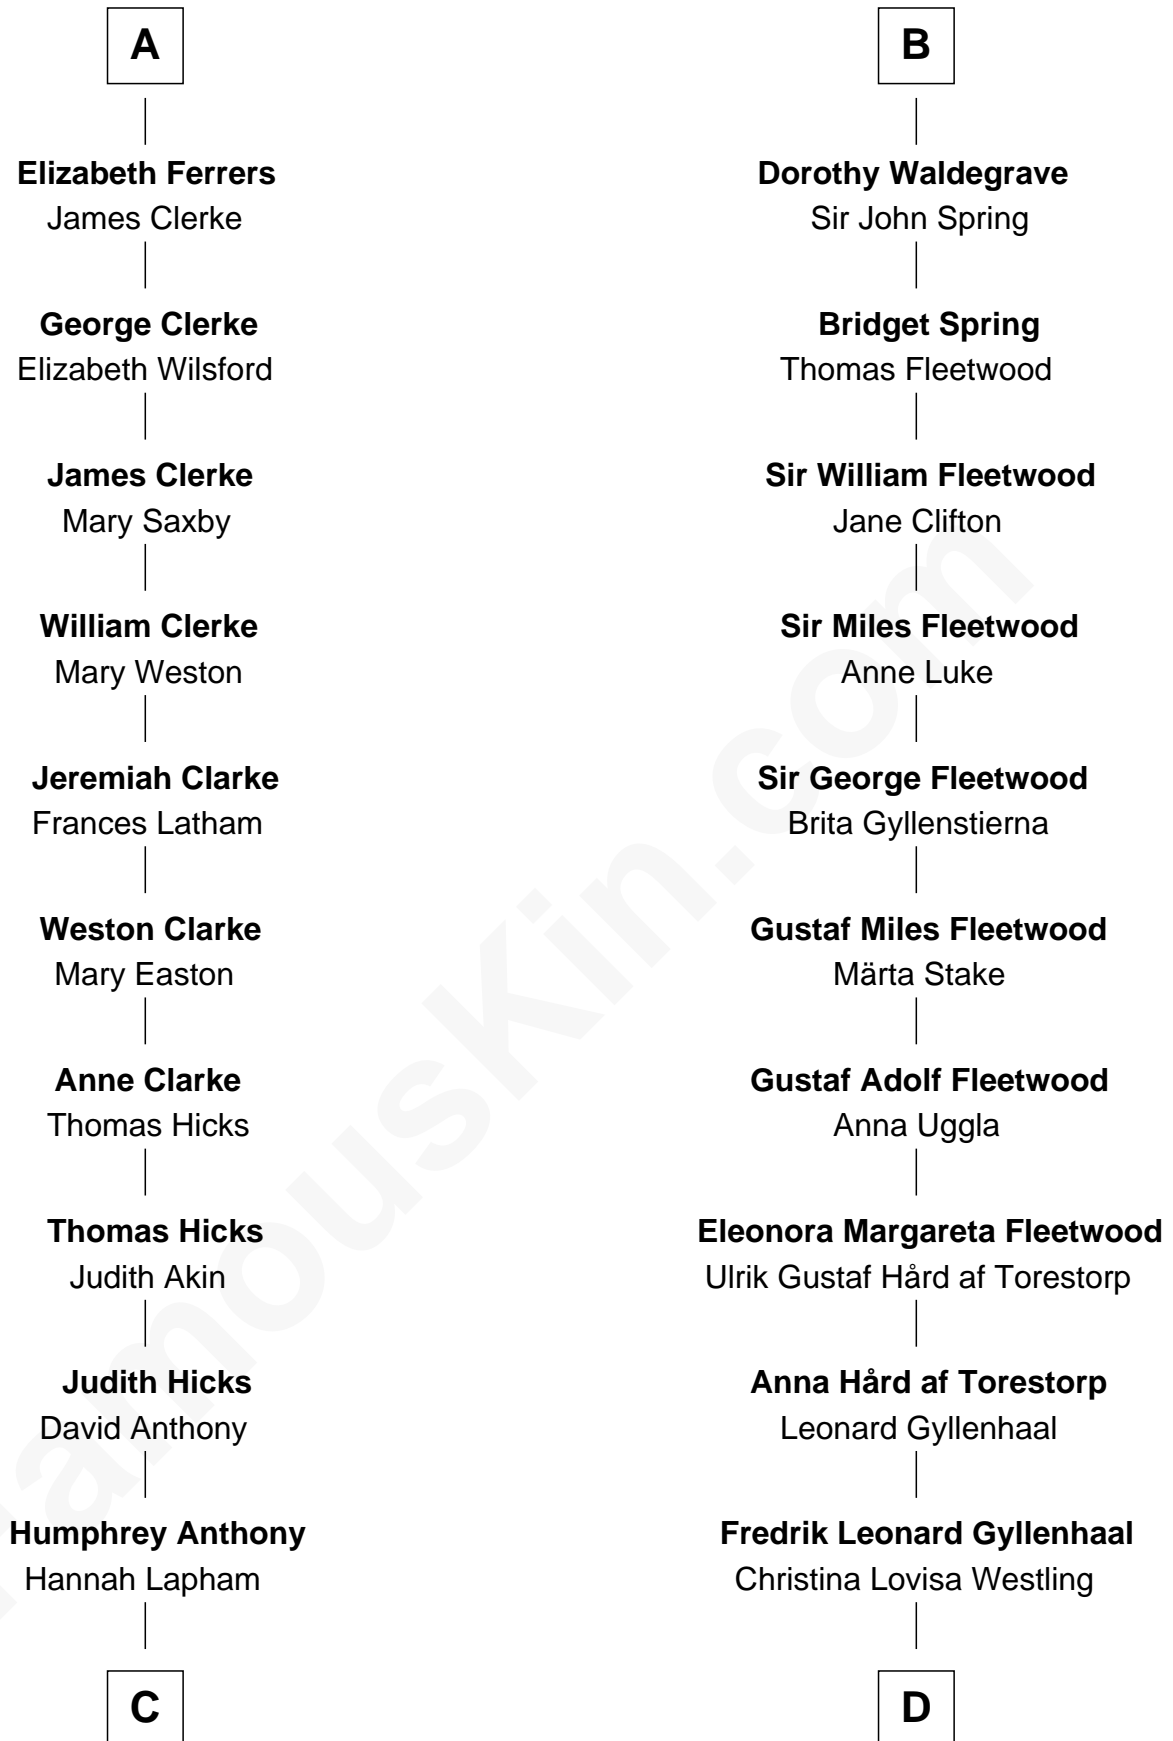 A
Elizabeth Ferrers
James Clerke
George Clerke
Elizabeth Wilsford
James Clerke
Mary Saxby
William Clerke
Mary Weston
Jeremiah Clarke
Frances Latham
Weston Clarke
Mary Easton
Anne Clarke
Thomas Hicks
Thomas Hicks
Judith Akin
Judith Hicks
David Anthony
Humphrey Anthony
Hannah Lapham
C
B
Dorothy Waldegrave
Sir John Spring
Bridget Spring
Thomas Fleetwood
Sir William Fleetwood
Jane Clifton
Sir Miles Fleetwood
Anne Luke
Sir George Fleetwood
Brita Gyllenstierna
Gustaf Miles Fleetwood
Märta Stake
Gustaf Adolf Fleetwood
Anna Uggla
Eleonora Margareta Fleetwood
Ulrik Gustaf Hård af Torestorp
Anna Hård af Torestorp
Leonard Gyllenhaal
Fredrik Leonard Gyllenhaal
Christina Lovisa Westling
D
FamousKin.com